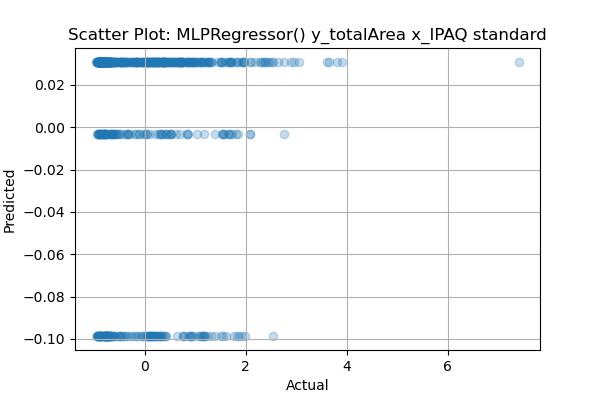 Scatter Plot: MLPRegressor() y_totalArea x_IPAQ standard
0.02
0.00
−0.02
−0.04
−0.06
−0.08
−0.10
Predicted
0 2 4 6
Actual